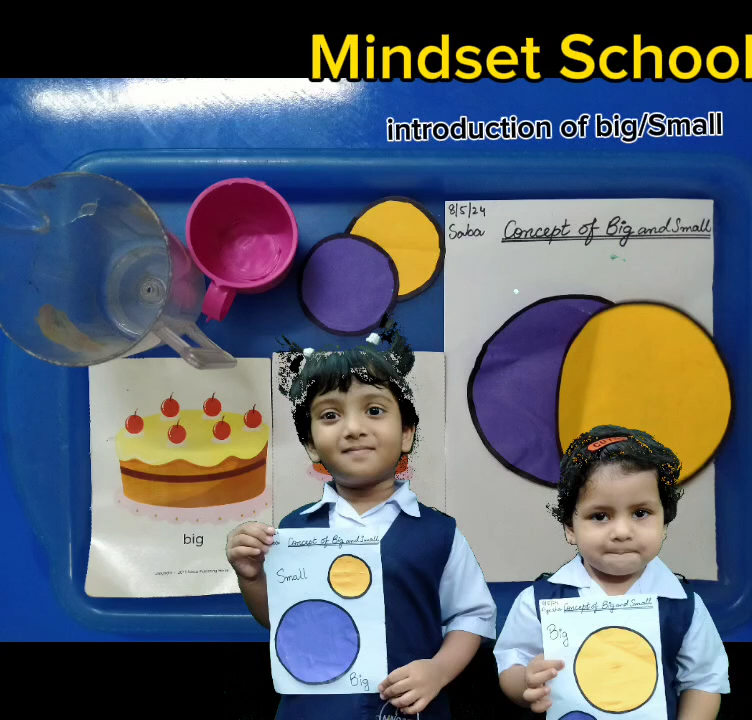 Mindset School
introduction of big/Small
8/5/24
Saba
Concept of Big and Small
big
Concept of Big and Small
Small
Big
Concept of Big and Small
Big